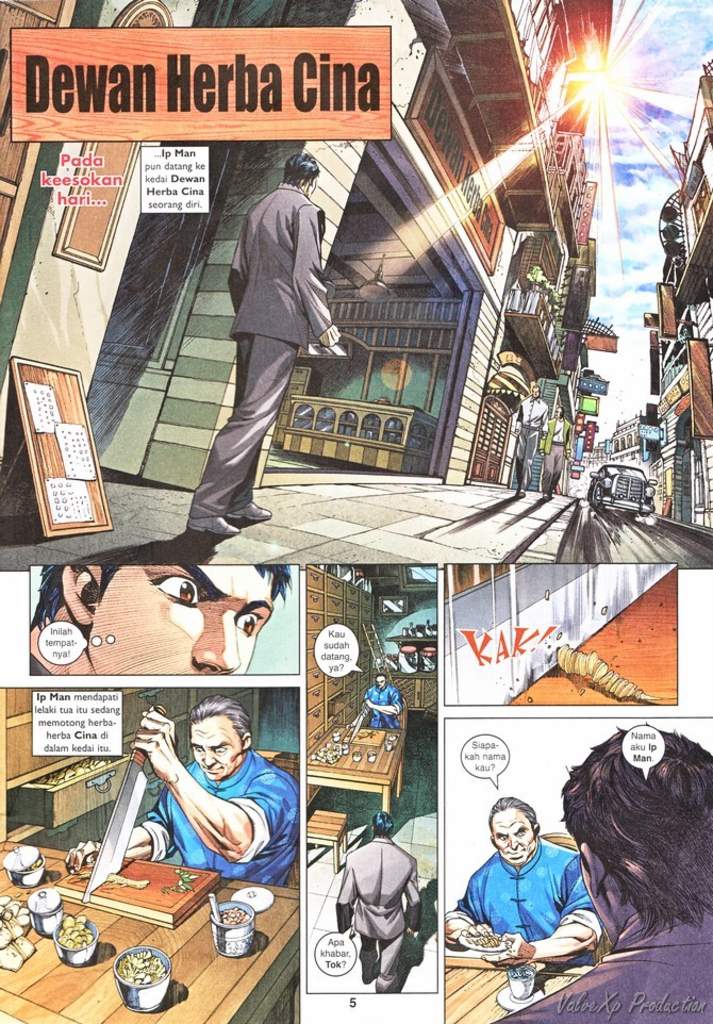 Dewan Herba Cina
Pada
keesokan
hari...
...Ip Man
pun datang ke
kedai Dewan
Herba Cina
seorang diri.
Inilah
tempat-
nya!
Kau
sudah
datang,
ya?
KAK!
Ip Man mendapati
lelaki tua itu sedang
memotong herba-
herba Cina di
dalam kedai itu.
Apa
khabar,
Tok?
Siapa-
kah nama
kau?
Nama
aku Ip
Man.
5
ValveXp Production